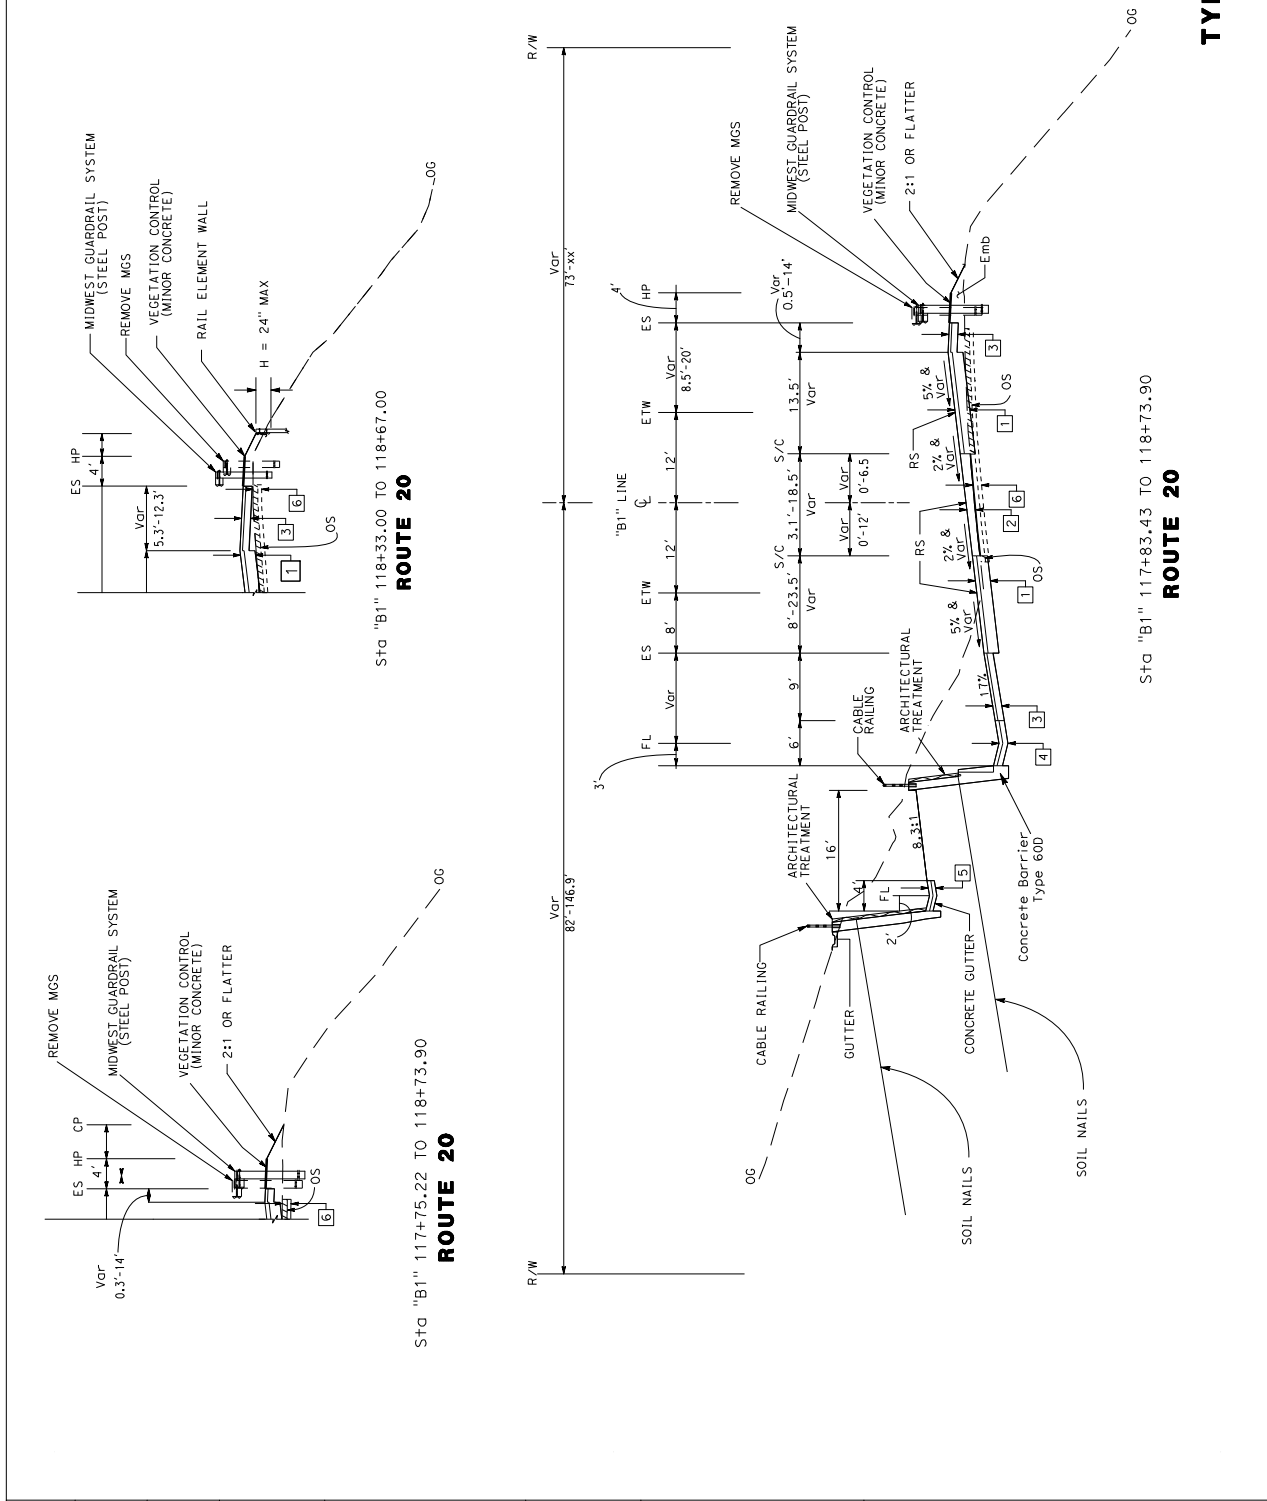 REMOVE MGS
MIDWEST GUARDRAIL SYSTEM
(STEEL POST)
VEGETATION CONTROL
(MINOR CONCRETE)
2:1 OR FLATTER
OG
ES
HP
CP
4'
Var
0.3'-14'
OS
6
Sta "B1" 117+75.22 TO 118+73.90
ROUTE 20
MIDWEST GUARDRAIL SYSTEM
(STEEL POST)
REMOVE MGS
VEGETATION CONTROL
(MINOR CONCRETE)
RAIL ELEMENT WALL
H = 24" MAX
OG
ES
HP
4'
Var
5.3'-12.3'
6
3
OS
1
Sta "B1" 118+33.00 TO 118+67.00
ROUTE 20
R/W
R/W
Var
82'-146.9'
Var
73'-xx'
"B1" LINE
℄
3'
FL
ES
ETW
ETW
ES
HP
4'
Var
8'
12'
12'
Var
8.5'-20'
S/C
S/C
6'
9'
8'-23.5'
Var
3.1'-18.5'
Var
13.5'
Var
Var
0.5'-14'
Var
0'-12'
Var
0'-6.5
REMOVE MGS
MIDWEST GUARDRAIL SYSTEM
(STEEL POST)
VEGETATION CONTROL
(MINOR CONCRETE)
2:1 OR FLATTER
OG
Emb
CABLE
RAILING
ARCHITECTURAL
TREATMENT
ARCHITECTURAL
TREATMENT
16'
8.3:1
4'
FL
2'
5
17%
5% &
Var
2% &
Var
2% &
Var
5% &
Var
RS
RS
OS
OS
4
3
1
2
6
1
3
CABLE RAILING
GUTTER
CONCRETE GUTTER
Concrete Barrier
Type 60D
OG
SOIL NAILS
SOIL NAILS
Sta "B1" 117+83.43 TO 118+73.90
ROUTE 20